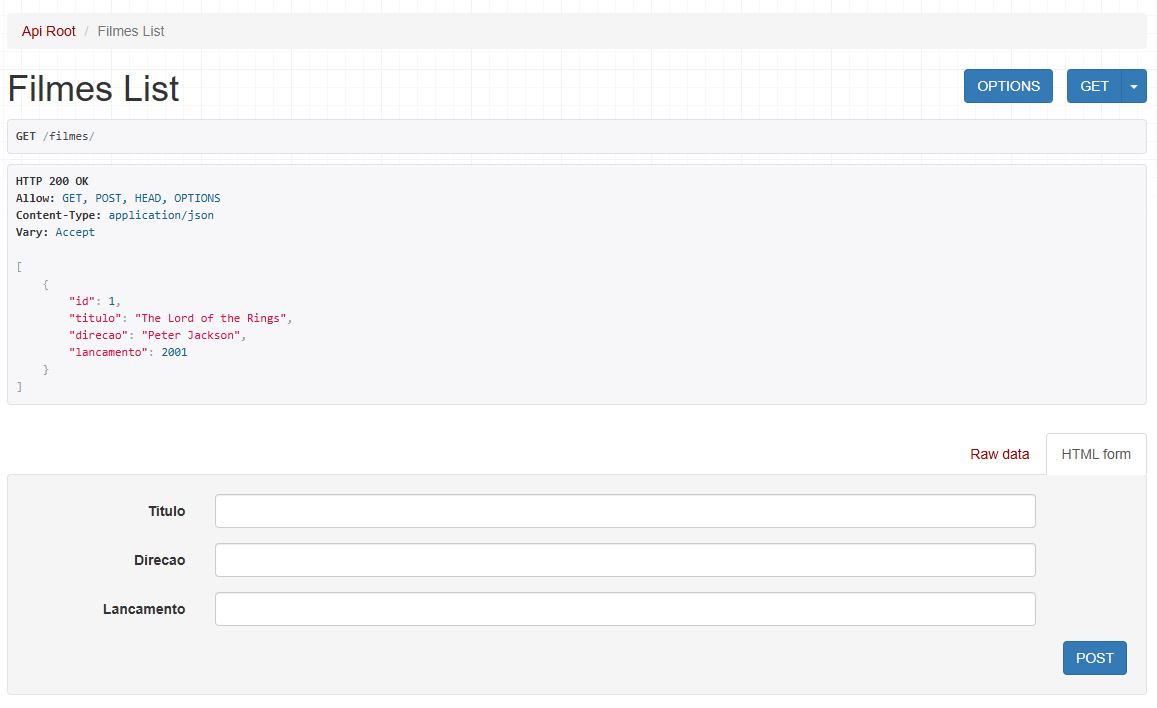 Api Root / Filmes List
Filmes List
OPTIONS
GET
GET /filmes/
HTTP 200 OK
Allow: GET, POST, HEAD, OPTIONS
Content-Type: application/json
Vary: Accept
[
    {
        "id": 1,
        "titulo": "The Lord of the Rings",
        "direcao": "Peter Jackson",
        "lancamento": 2001
    }
]
Raw data
HTML form
Titulo
Direcao
Lancamento
POST